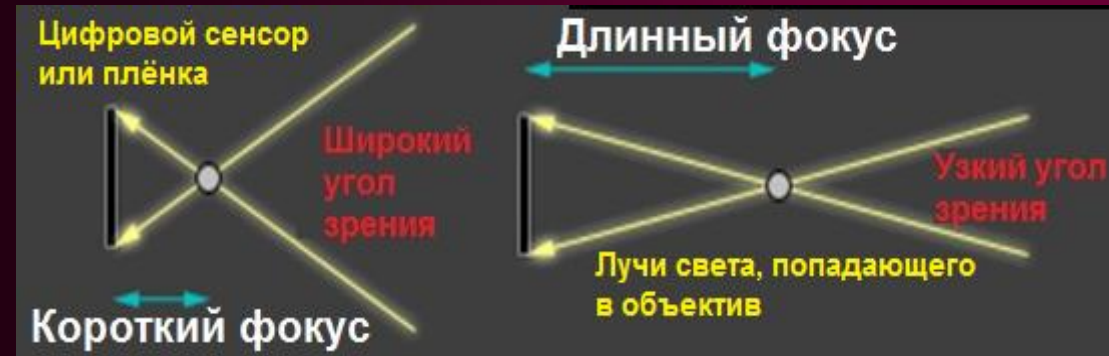 Цифровой сенсор
или плёнка
Широкий
угол
зрения
Короткий фокус
Длинный фокус
Узкий угол
зрения
Лучи света, попадающего
в объектив